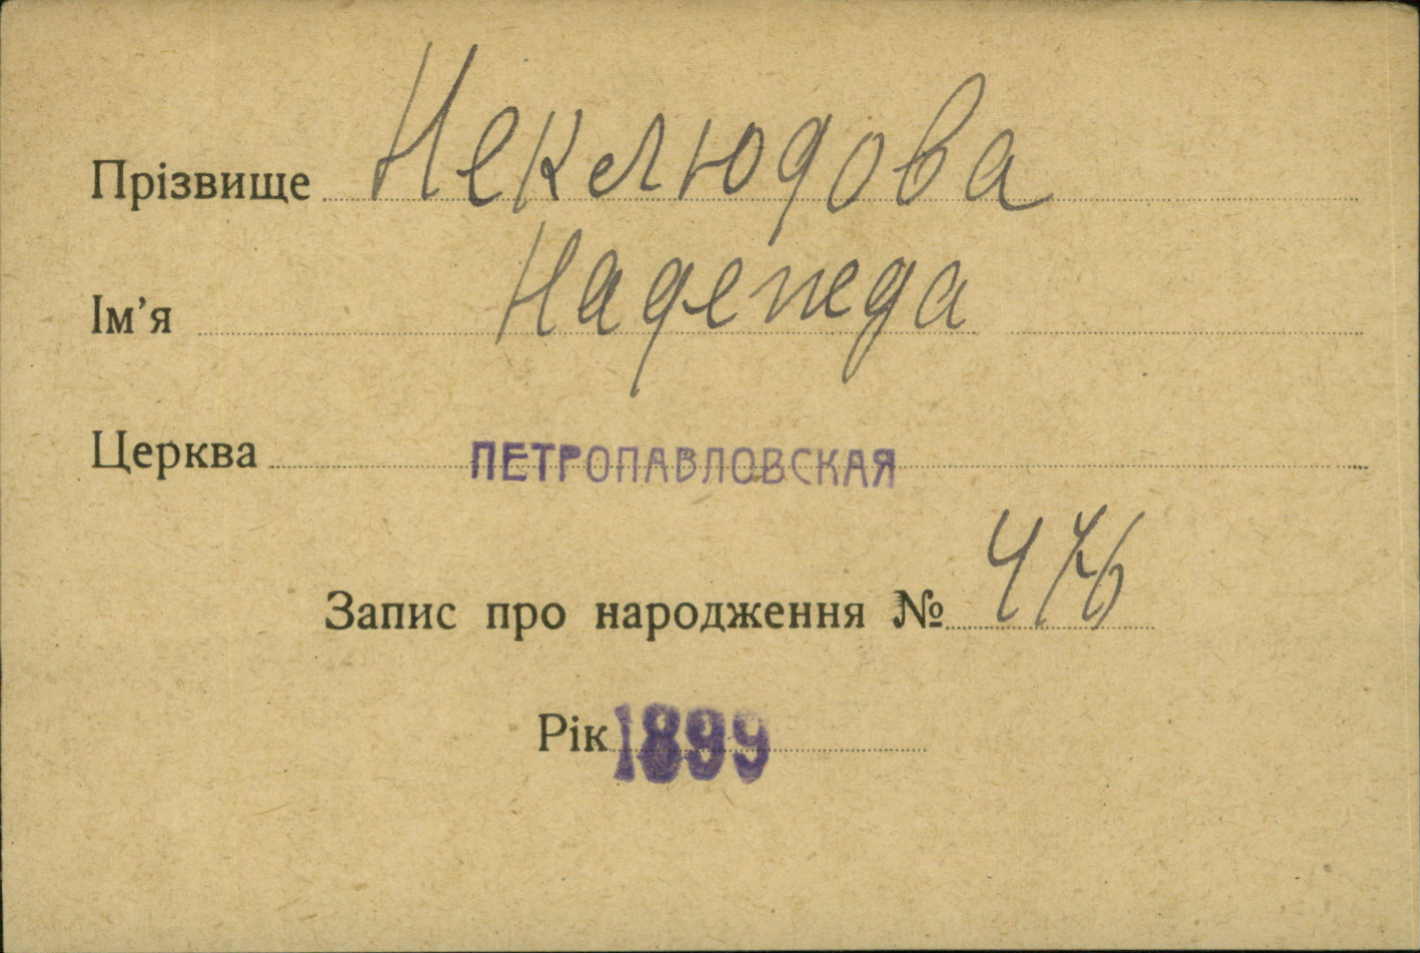 Прізвище Неклюдова
Ім’я Надежда
Церква ПЕТРОПАВЛОВСКАЯ
Запис про народження № 476
Рік 1899